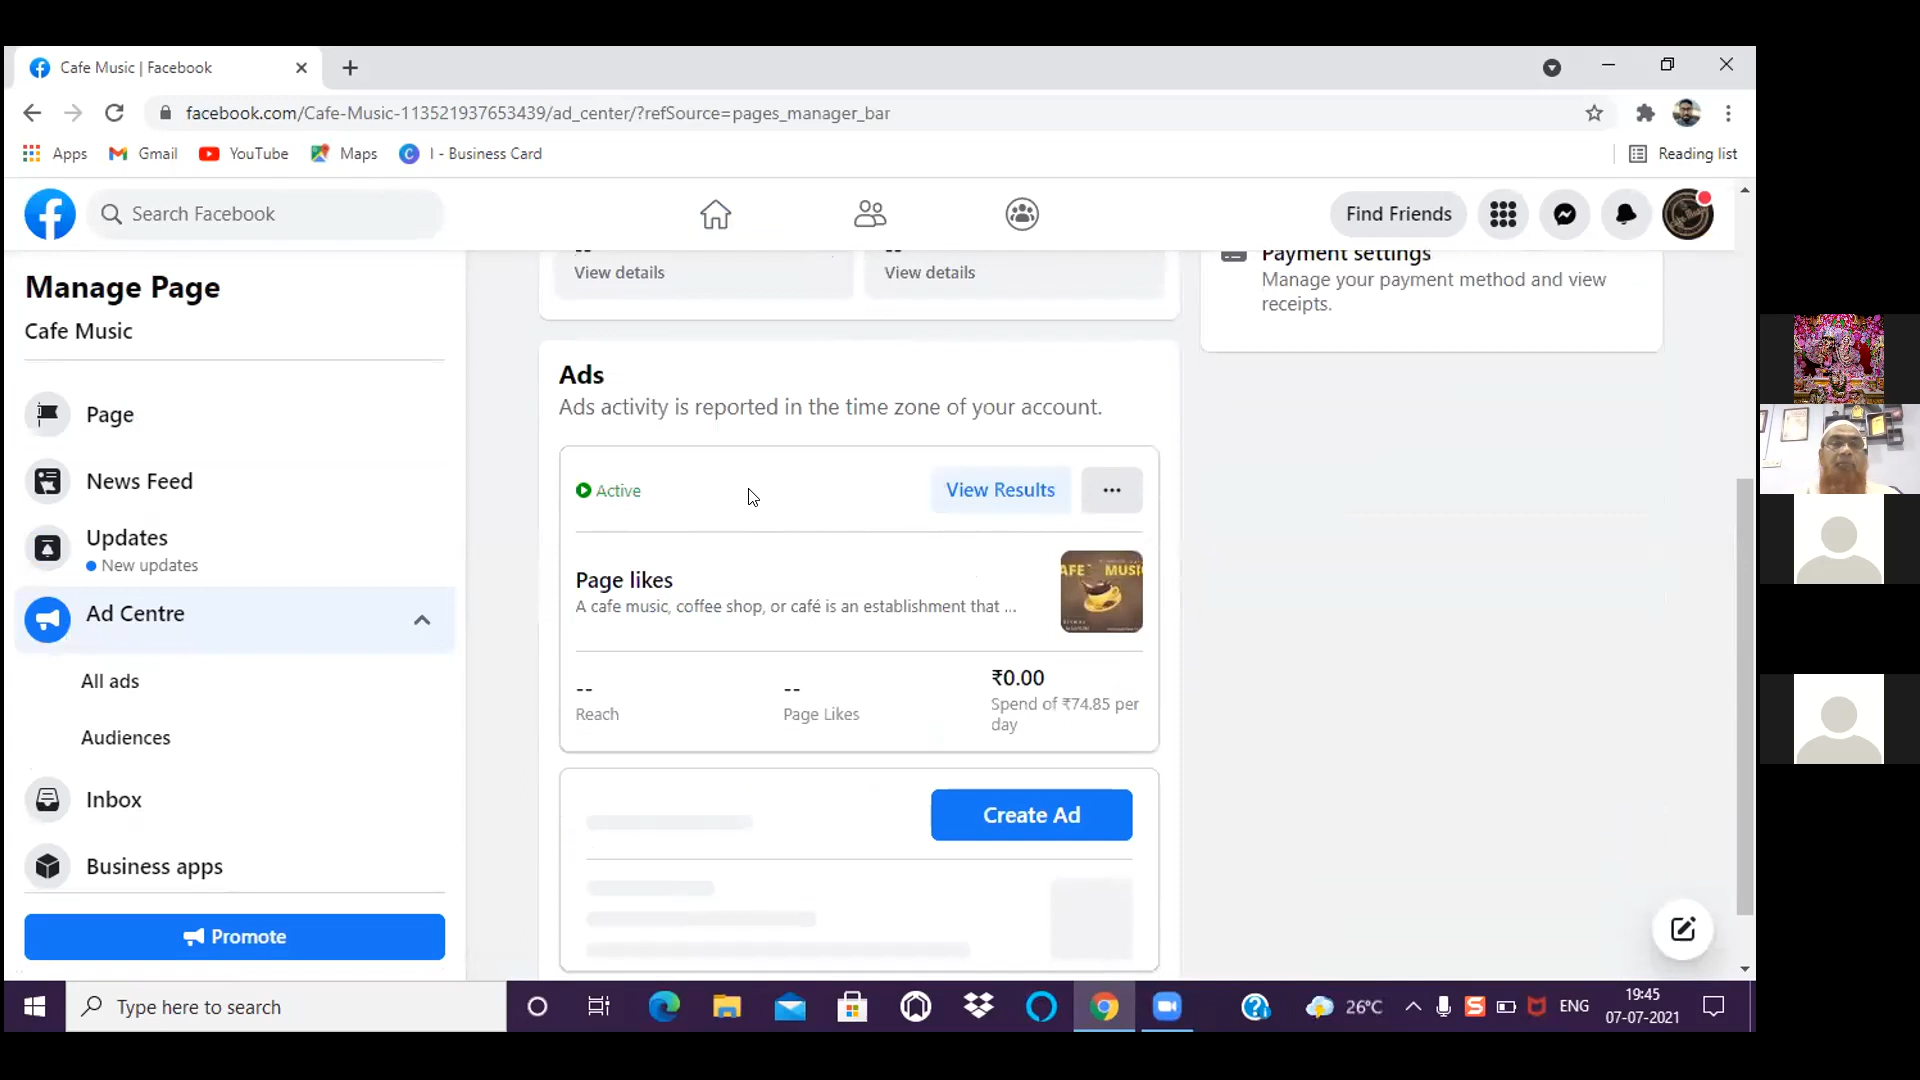 Cafe Music | Facebook
facebook.com/Cafe-Music-113521937653439/ad_center/?refSource=pages_manager_bar
Apps
Gmail
YouTube
Maps
I - Business Card
Reading list
Search Facebook
Find Friends
Manage Page
Cafe Music
Page
News Feed
Updates
New updates
Ad Centre
All ads
Audiences
Inbox
Business apps
Promote
--
View details
--
View details
Payment settings
Manage your payment method and view
receipts.
Ads
Ads activity is reported in the time zone of your account.
Active
View Results
Page likes
A cafe music, coffee shop, or café is an establishment that ...
AFE MUSI
--
Reach
--
Page Likes
₹0.00
Spend of ₹74.85 per
day
Create Ad
Type here to search
26°C
ENG
19:45
07-07-2021